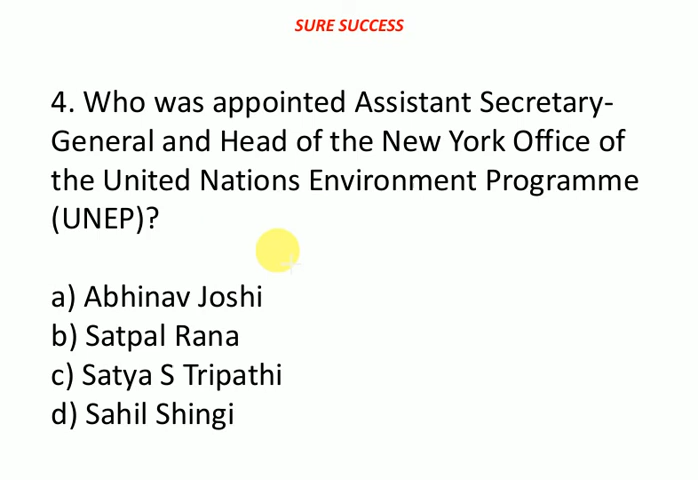 SURE SUCCESS
4. Who was appointed Assistant Secretary-
General and Head of the New York Office of
the United Nations Environment Programme
(UNEP)?
a) Abhinav Joshi
b) Satpal Rana
c) Satya S Tripathi
d) Sahil Shingi